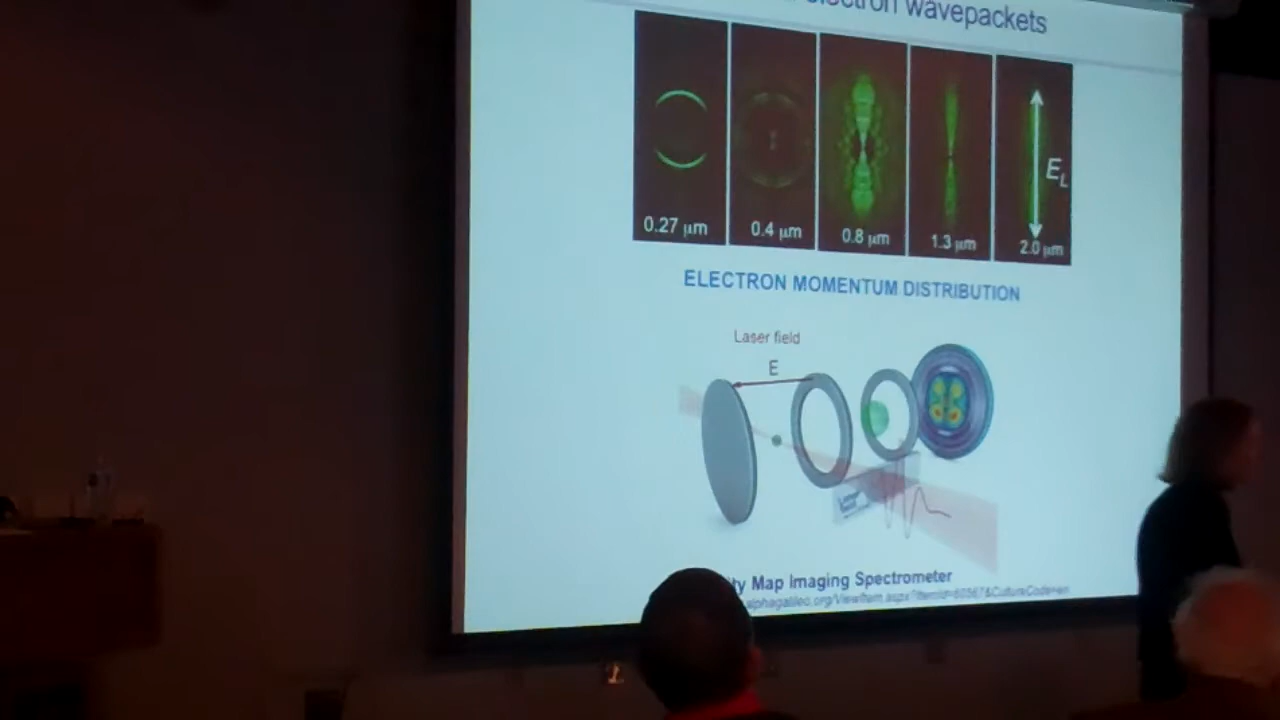 electron wavepackets
E_L
0.27 μm
0.4 μm
0.8 μm
1.3 μm
2.0 μm
ELECTRON MOMENTUM DISTRIBUTION
Laser field
E
Map Imaging Spectrometer